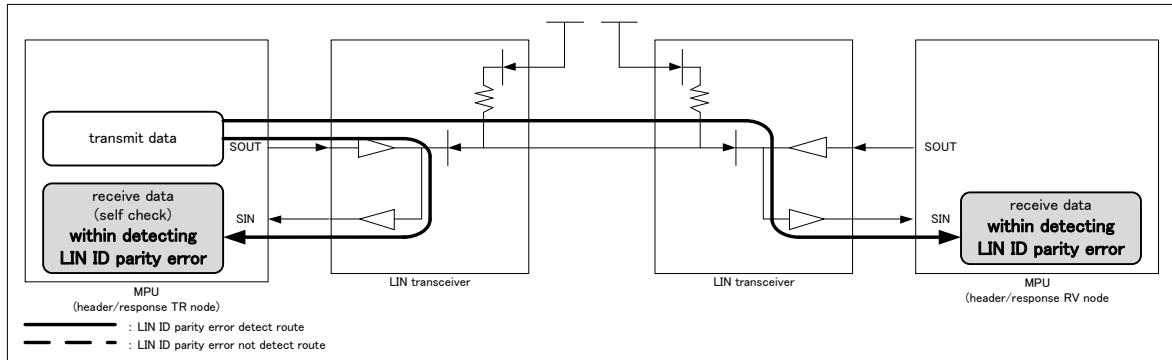 transmit data
SOUT
SOUT
receive data
(self check)
within detecting
LIN ID parity error
SIN
SIN
receive data
within detecting
LIN ID parity error
MPU
(header/response TR node)
LIN transceiver
LIN transceiver
MPU
(header/response RV node
: LIN ID parity error detect route
: LIN ID parity error not detect route